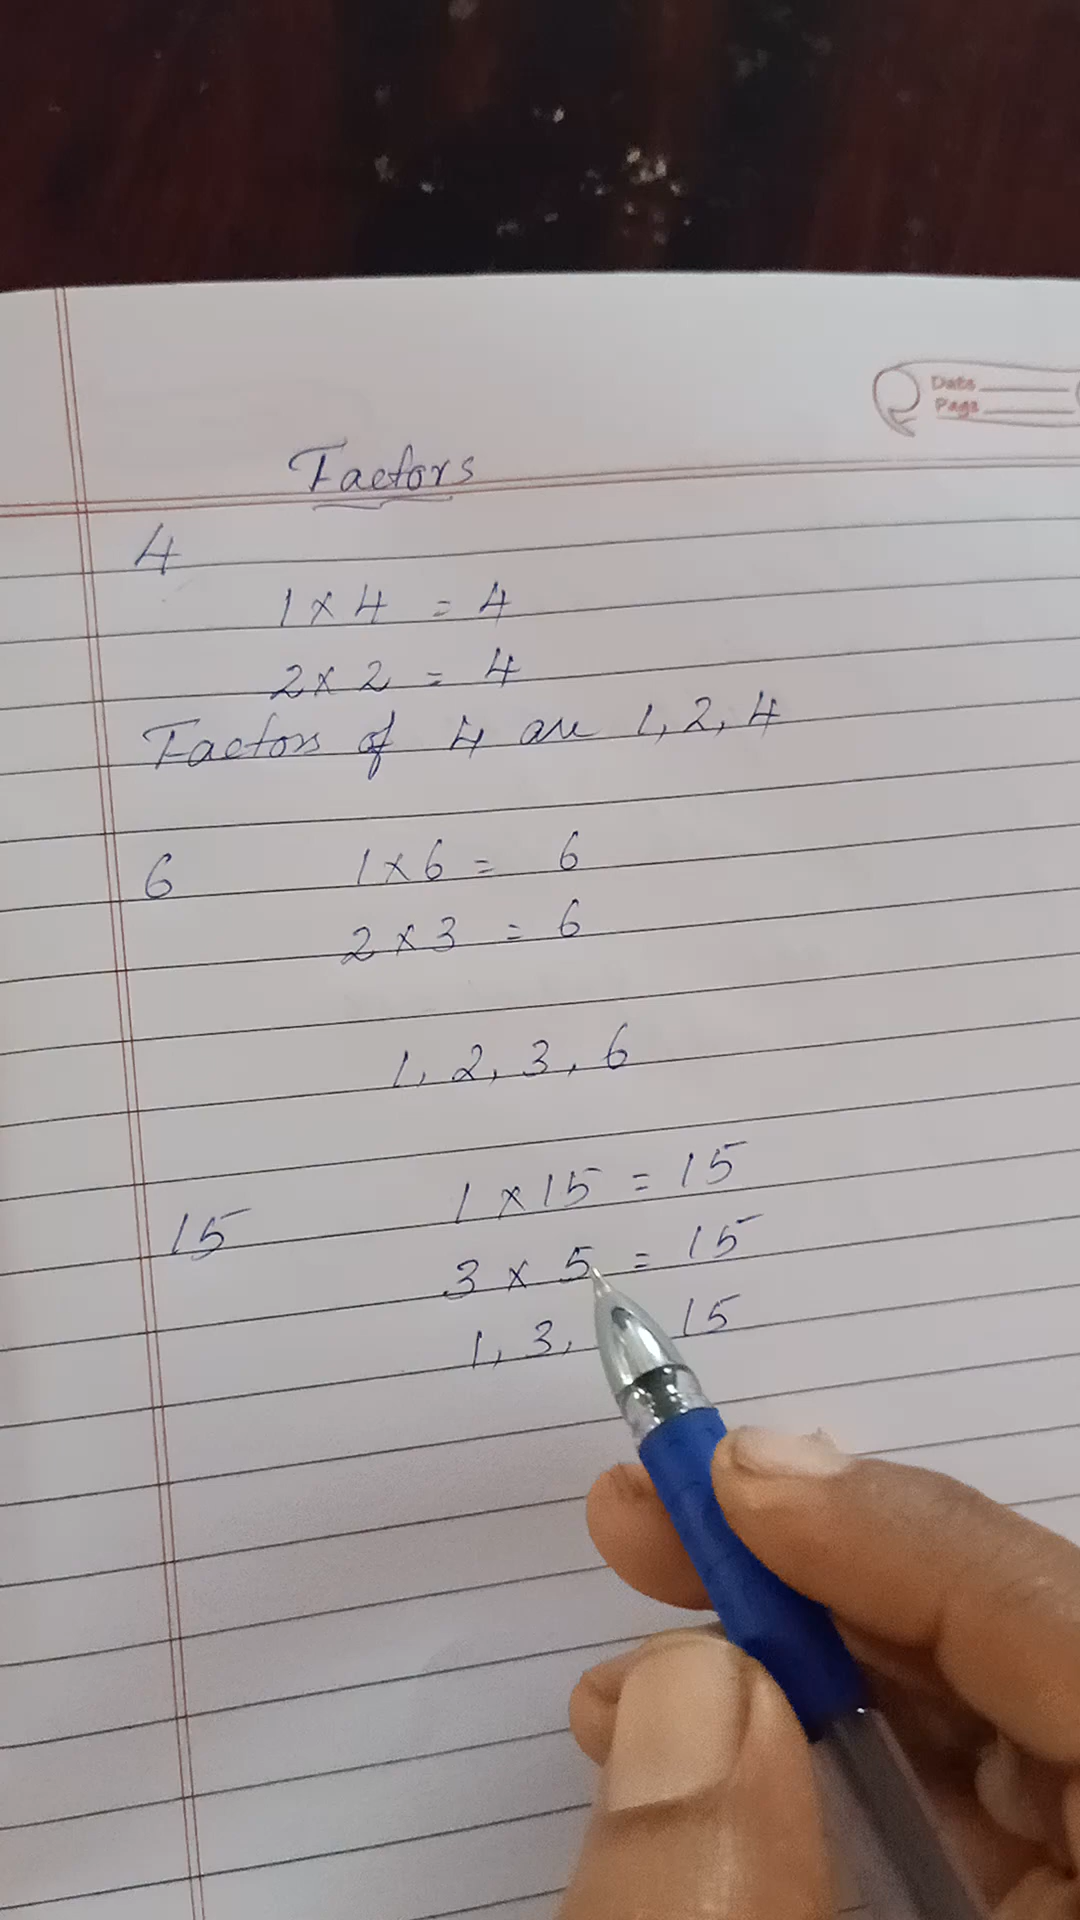 Date
Page
Factors
4
1 × 4 = 4
2 × 2 = 4
Factors of 4 are 1, 2, 4
6 1 × 6 = 6
2 × 3 = 6
1, 2, 3, 6
15 1 × 15 = 15
3 × 5 = 15
1, 3, 15